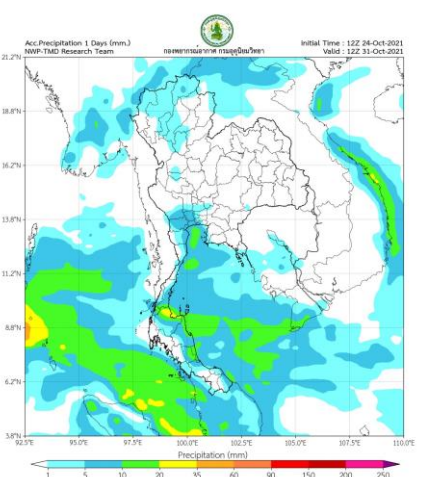 Acc.Precipitation 1 Days (mm.)
NWP-TMD Research Team
กองพยากรณ์อากาศ กรมอุตุนิยมวิทยา
Initial Time : 12Z 24-Oct-2021
Valid : 12Z 31-Oct-2021
21.2°N
18.8°N
16.2°N
13.8°N
11.2°N
8.8°N
6.2°N
3.8°N
92.5°E 95.0°E 97.5°E 100.0°E 102.5°E 105.0°E 107.5°E 110.0°E
Precipitation (mm)
1 5 10 20 35 60 90 150 200 250